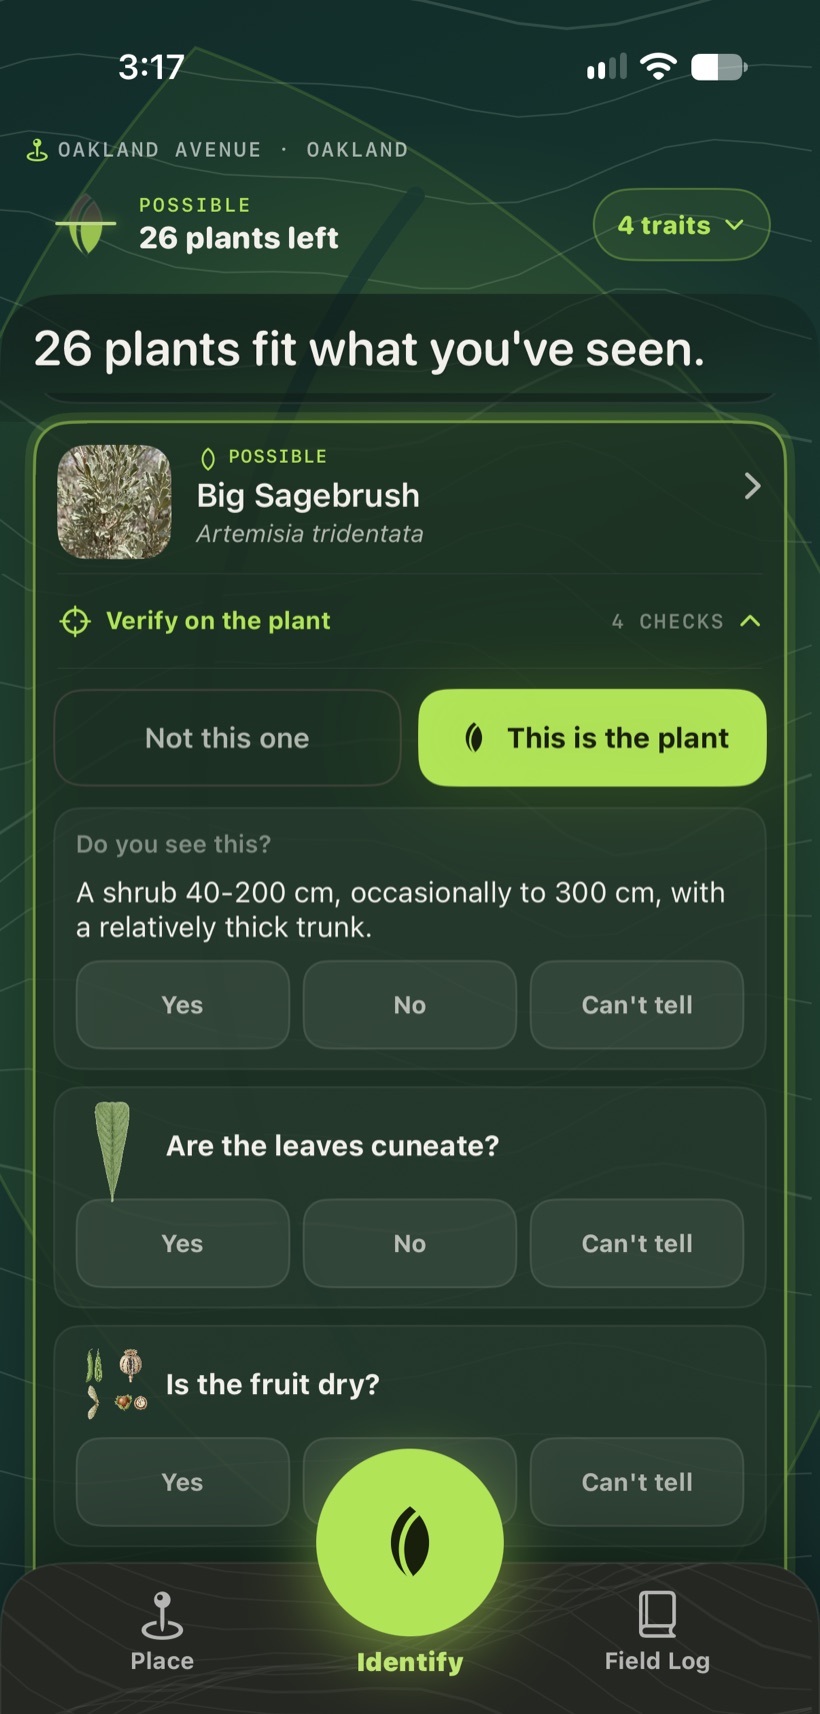 3:17
OAKLAND AVENUE · OAKLAND
POSSIBLE
26 plants left
4 traits
26 plants fit what you've seen.
POSSIBLE
Big Sagebrush
Artemisia tridentata
Verify on the plant
4 CHECKS
Not this one
This is the plant
Do you see this?
A shrub 40-200 cm, occasionally to 300 cm, with
a relatively thick trunk.
Yes
No
Can't tell
Are the leaves cuneate?
Yes
No
Can't tell
Is the fruit dry?
Yes
Can't tell
Place
Identify
Field Log